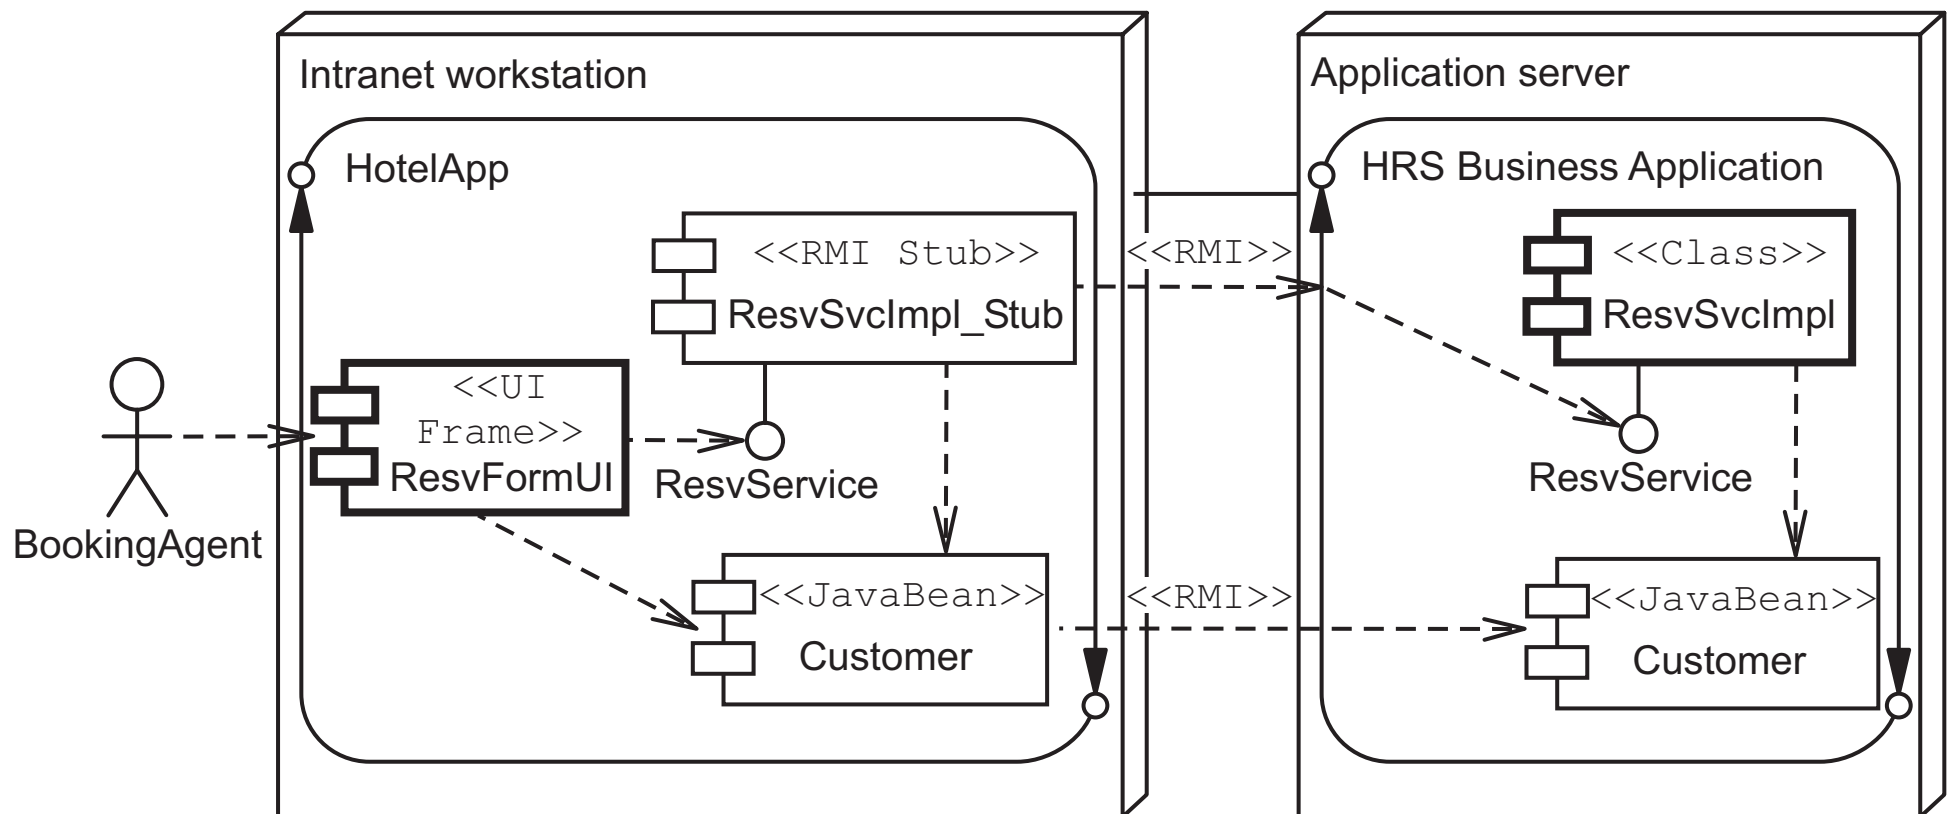 Intranet workstation
Application server
HotelApp
HRS Business Application
<<RMI Stub>>
ResvSvcImpl_Stub
<<RMI>>
<<Class>>
ResvSvcImpl
<<UI
Frame>>
ResvFormUI
ResvService
ResvService
BookingAgent
<<JavaBean>>
Customer
<<RMI>>
<<JavaBean>>
Customer